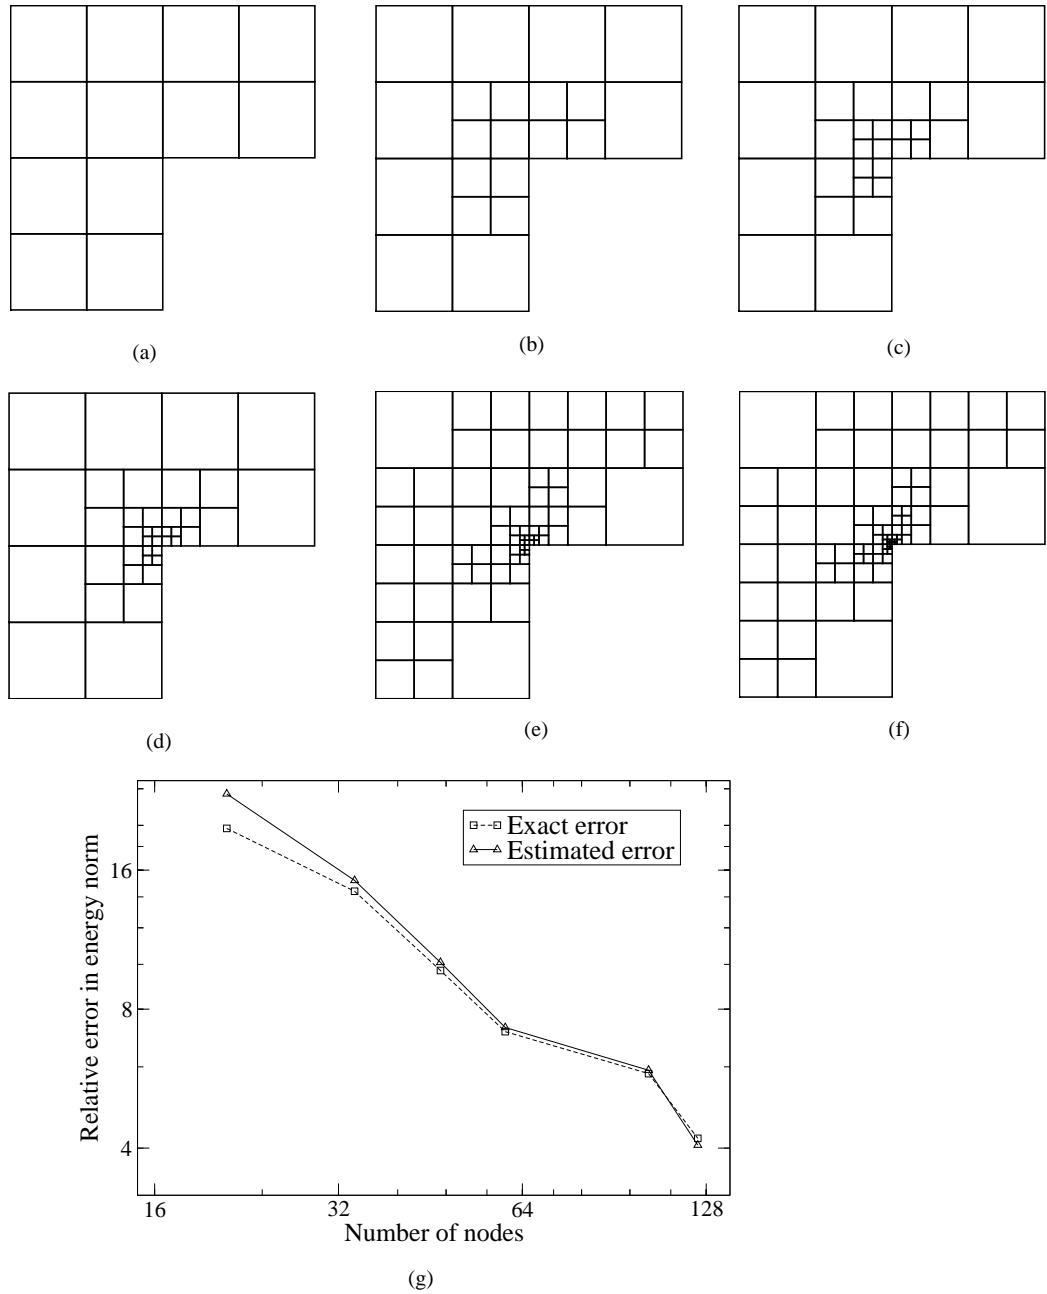 (a)
(b)
(c)
(d)
(e)
(f)
Exact error
Estimated error
Relative error in energy norm
16
8
4
16
32
64
128
Number of nodes
(g)